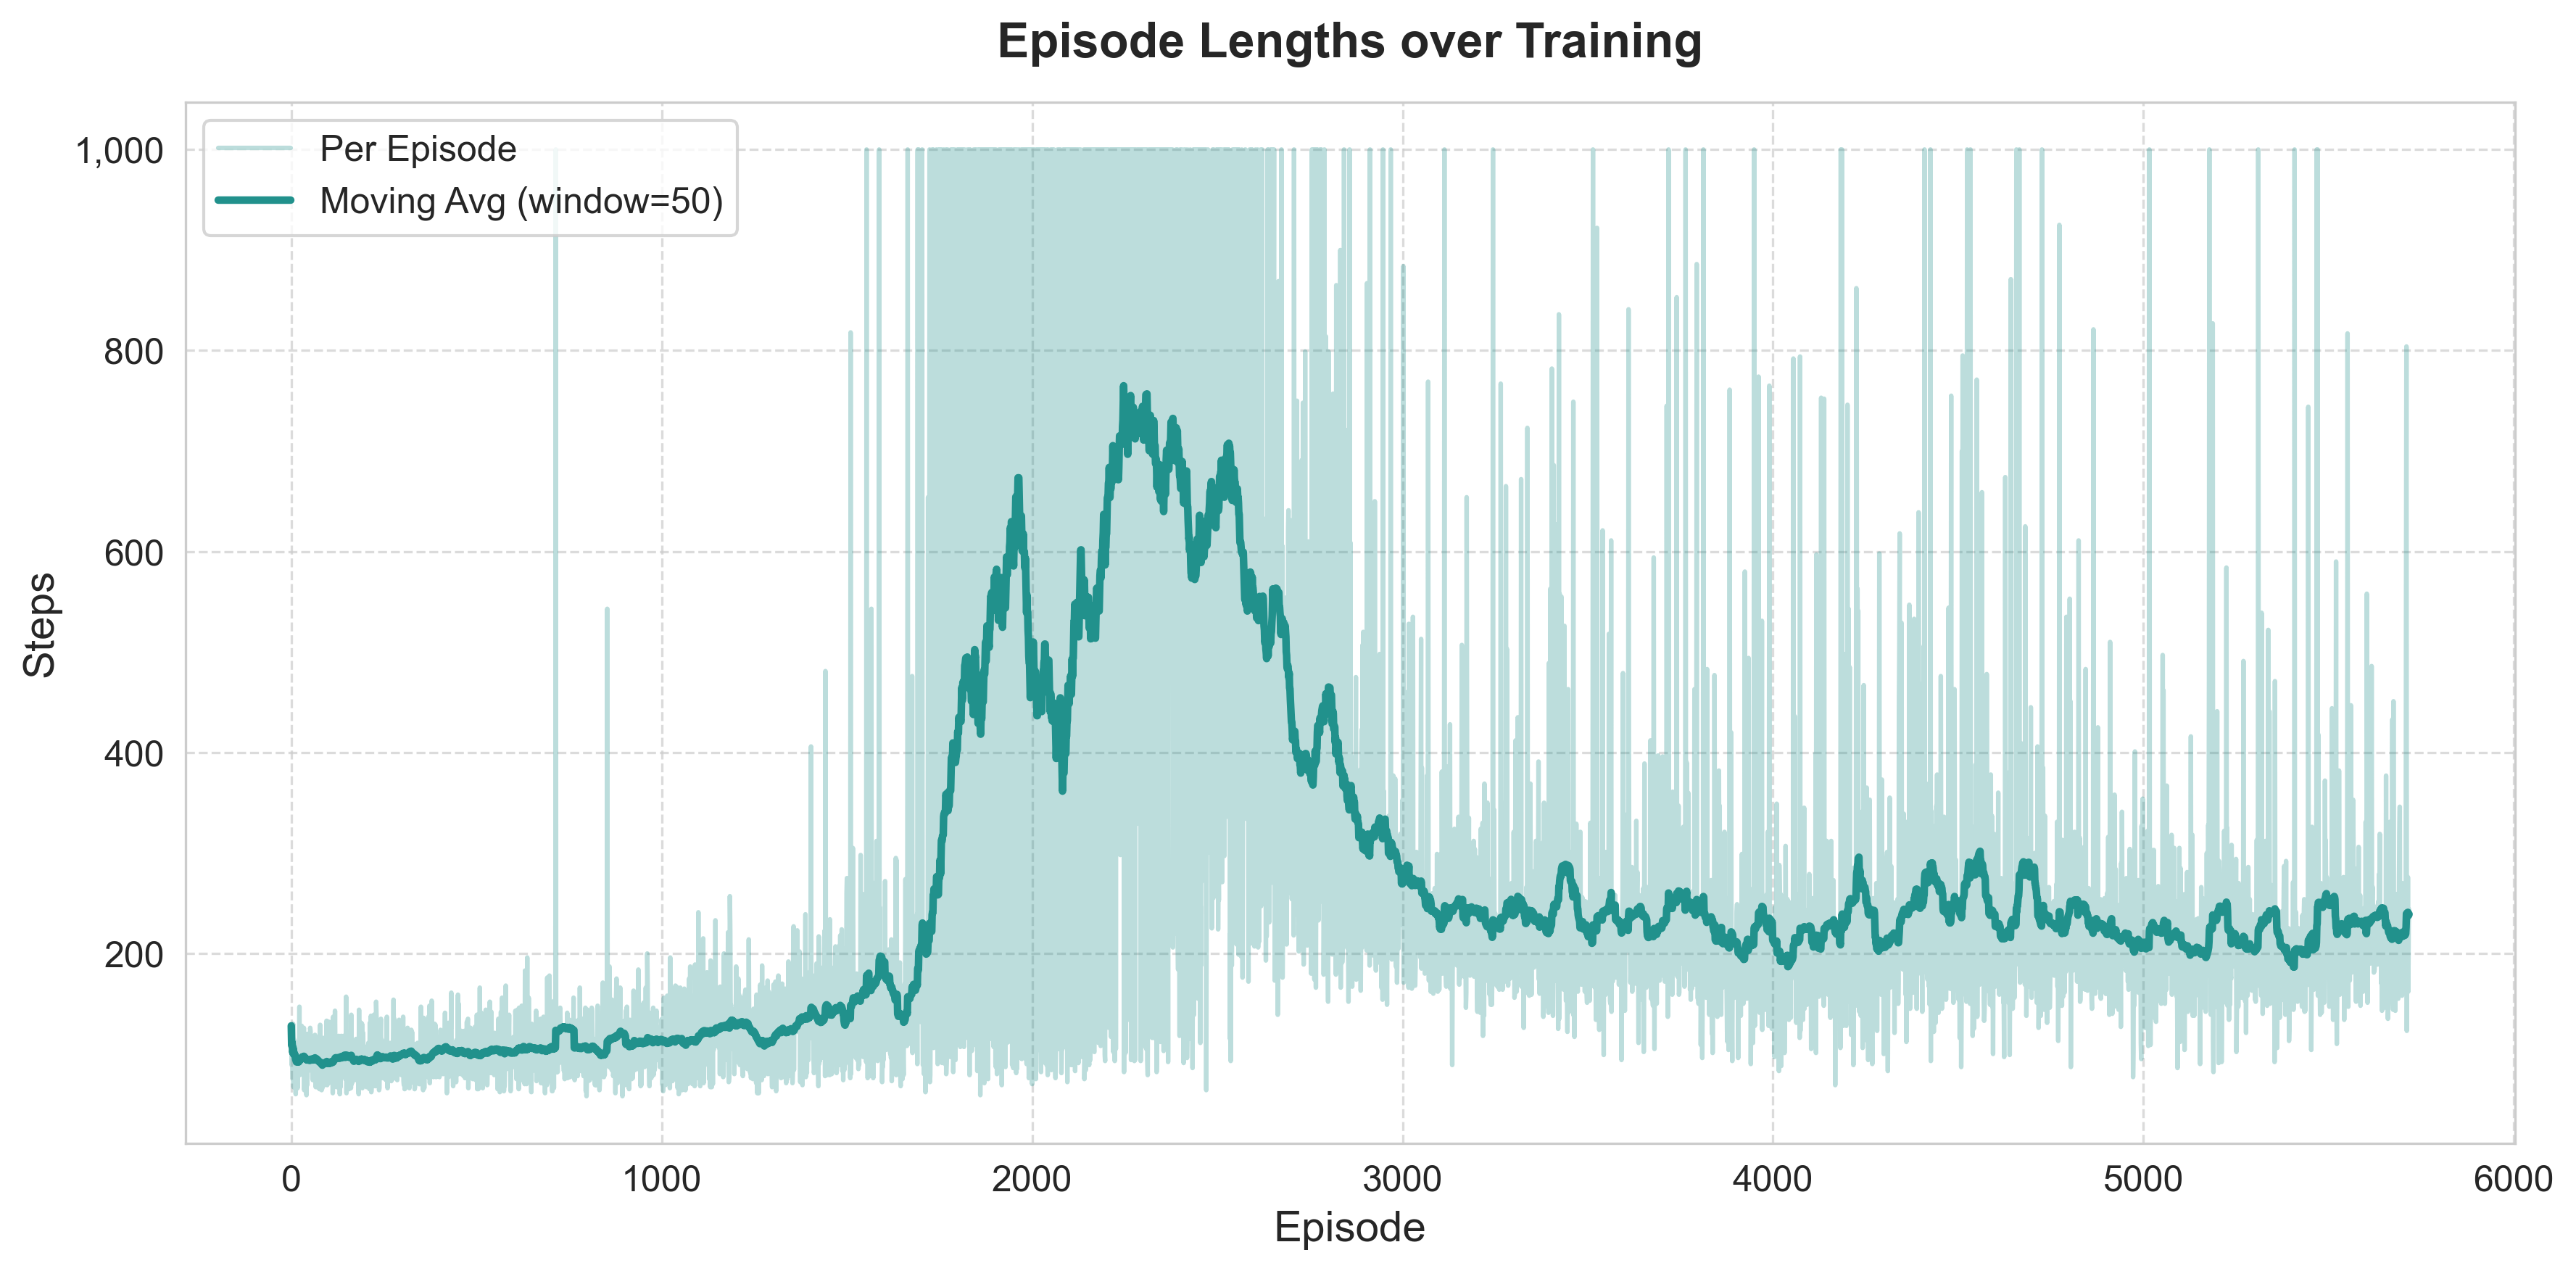 Episode Lengths over Training
Per Episode
Moving Avg (window=50)
1,000
800
600
400
200
Steps
0 1000 2000 3000 4000 5000 6000
Episode